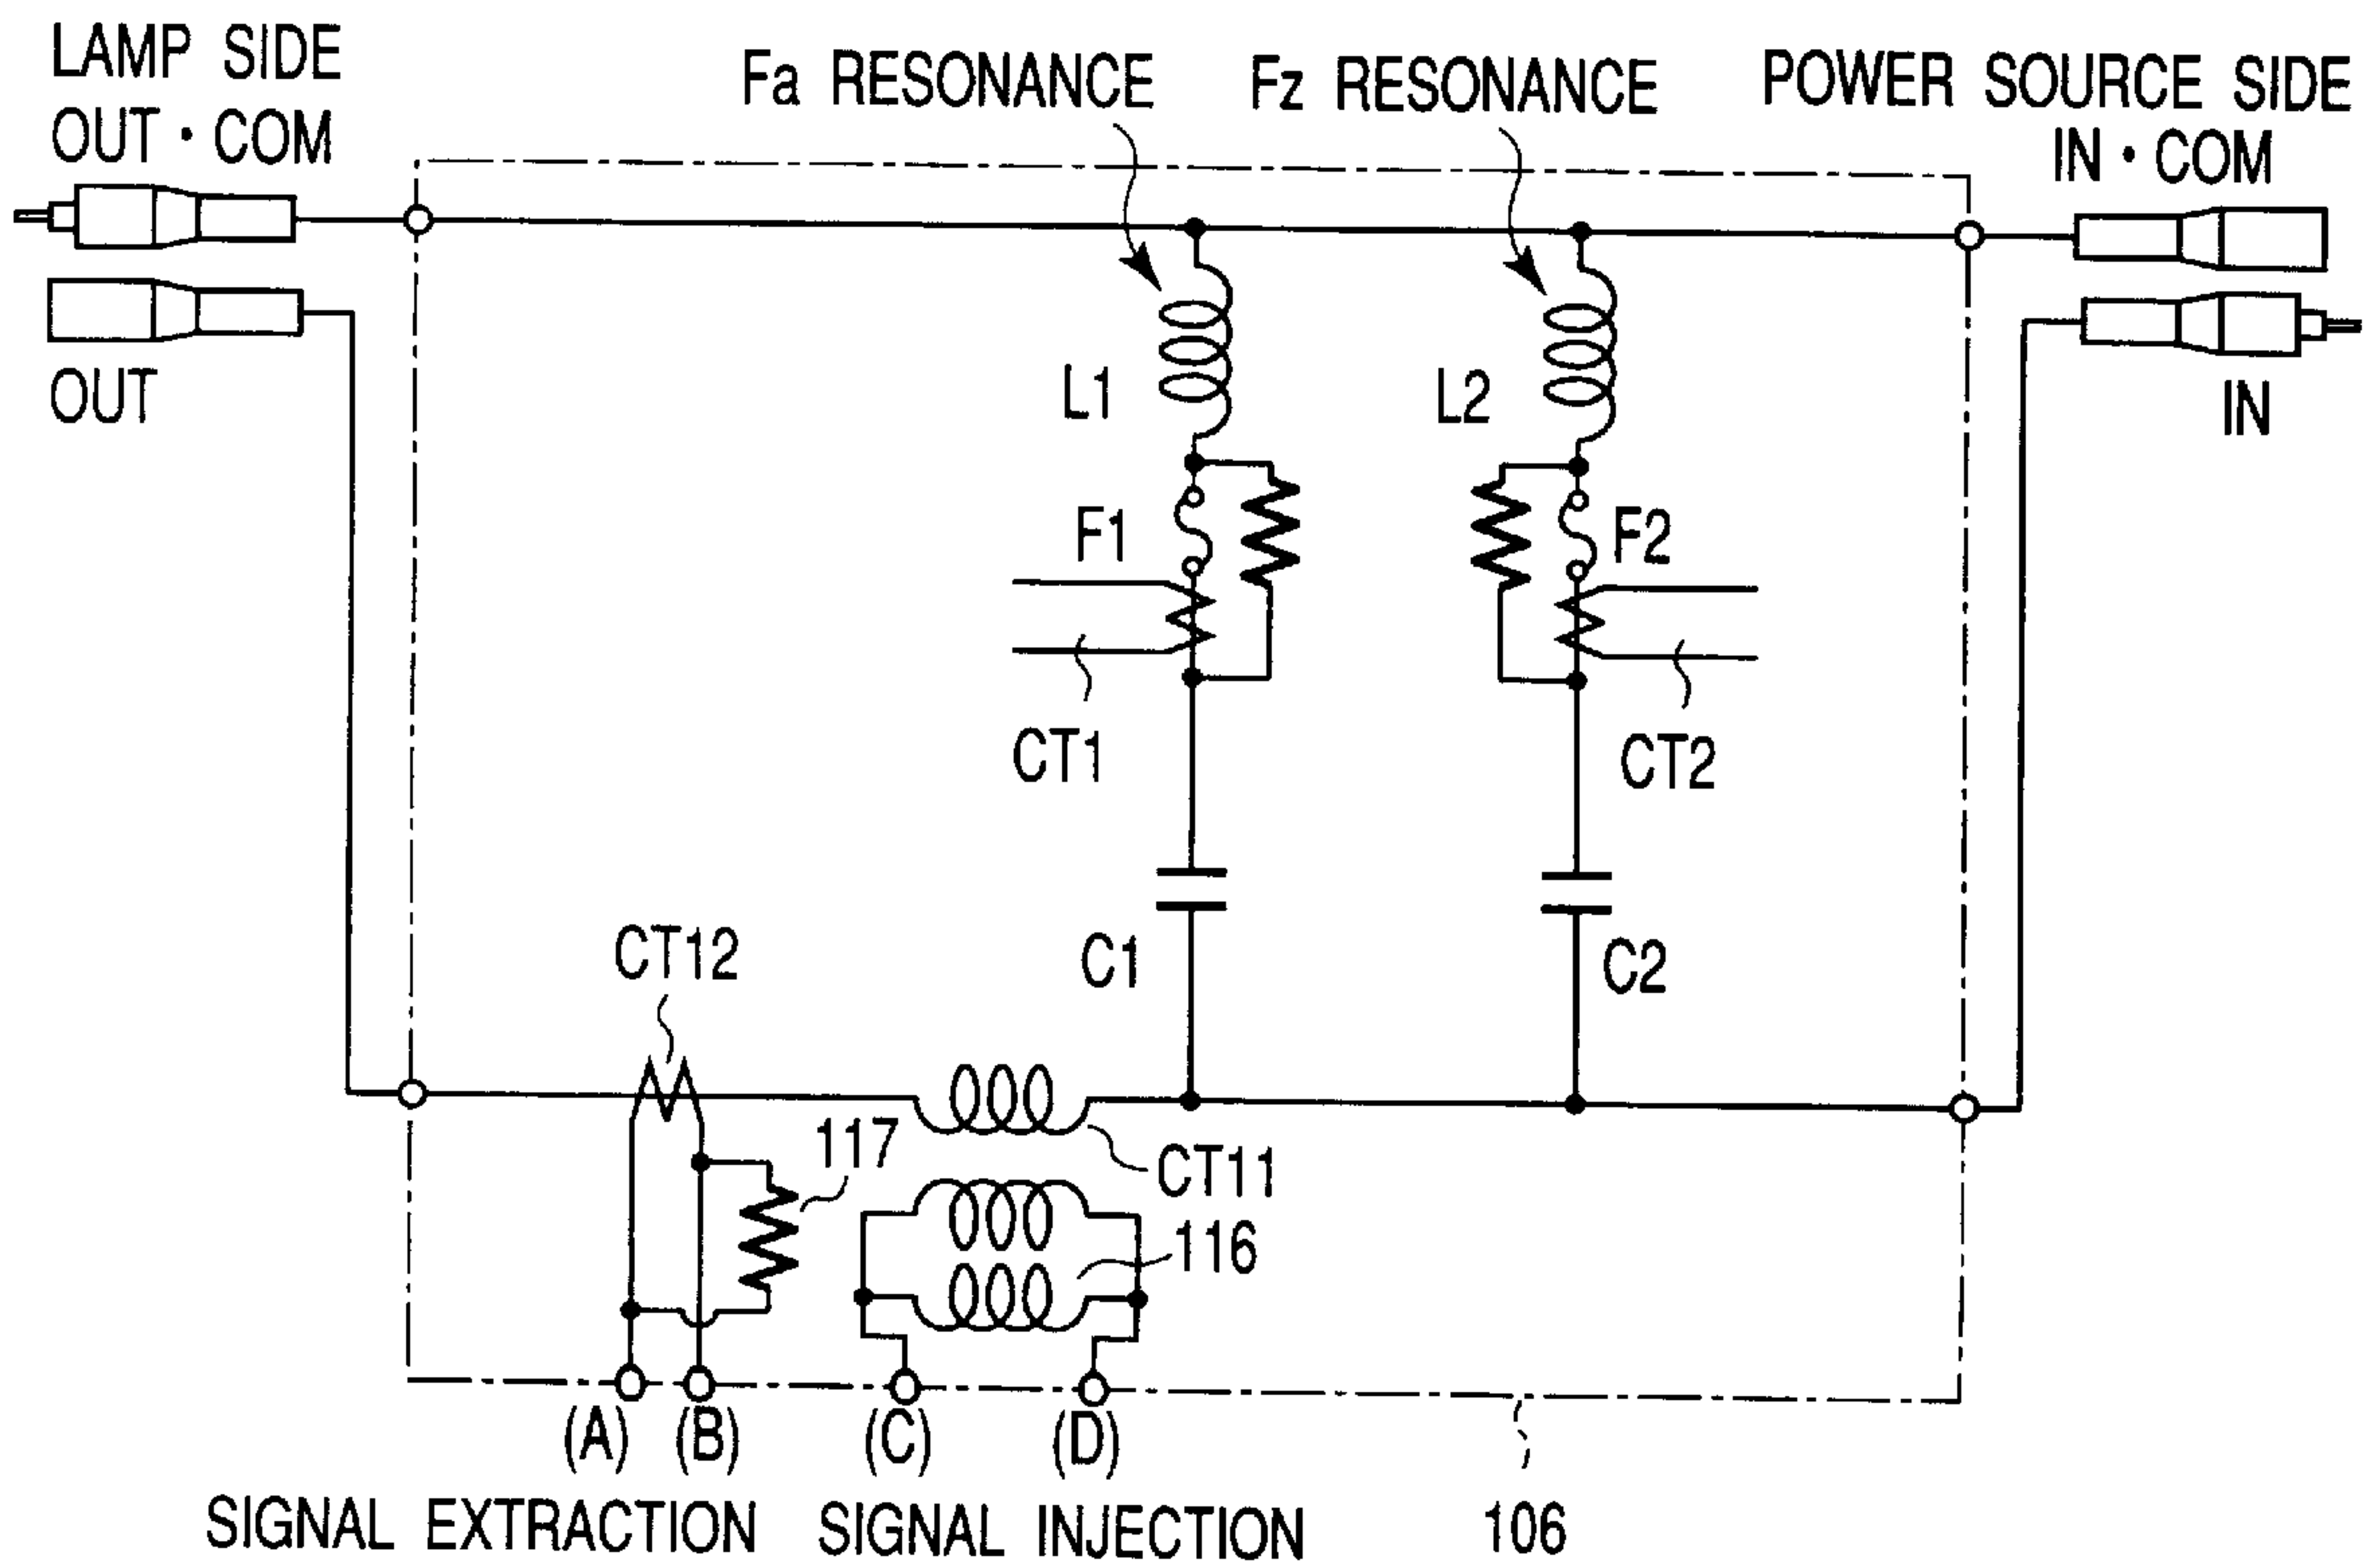 LAMP SIDE
OUT · COM
Fa RESONANCE
Fz RESONANCE
POWER SOURCE SIDE
IN · COM
OUT
L1
L2
IN
F1
F2
CT1
CT2
CT12
C1
C2
117
CT11
116
(A)
(B)
(C)
(D)
SIGNAL EXTRACTION
SIGNAL INJECTION
106